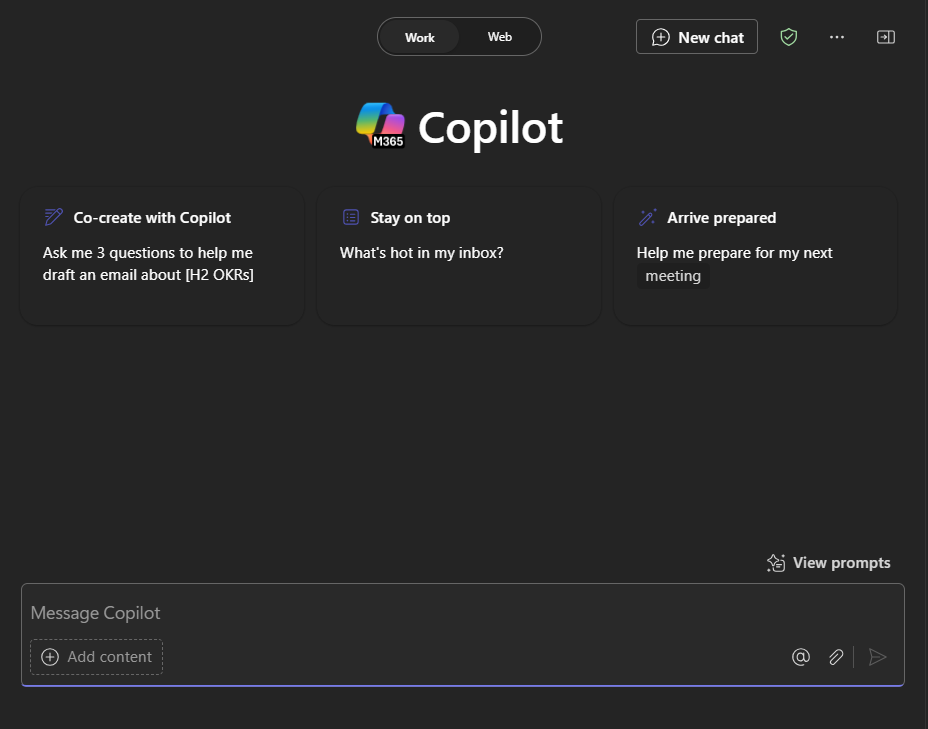 Work
Web
New chat
M365
Copilot
Co-create with Copilot
Ask me 3 questions to help me
draft an email about [H2 OKRs]
Stay on top
What's hot in my inbox?
Arrive prepared
Help me prepare for my next
meeting
View prompts
Message Copilot
Add content